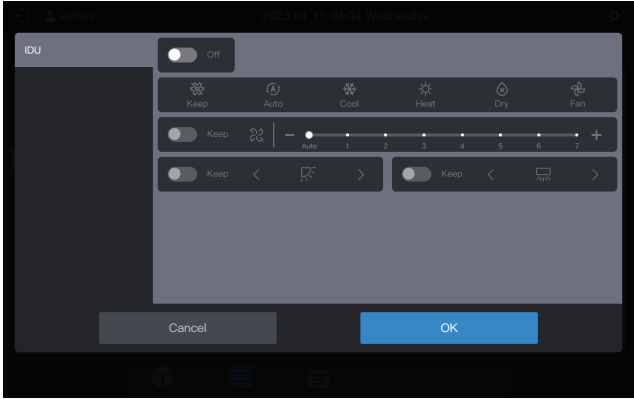 admin
2023 01-11 04:04 Wednesday
IDU
Off
Keep Auto Cool Heat Dry Fan
Keep
Auto 1 2 3 4 5 6 7
Keep
Keep
Cancel OK